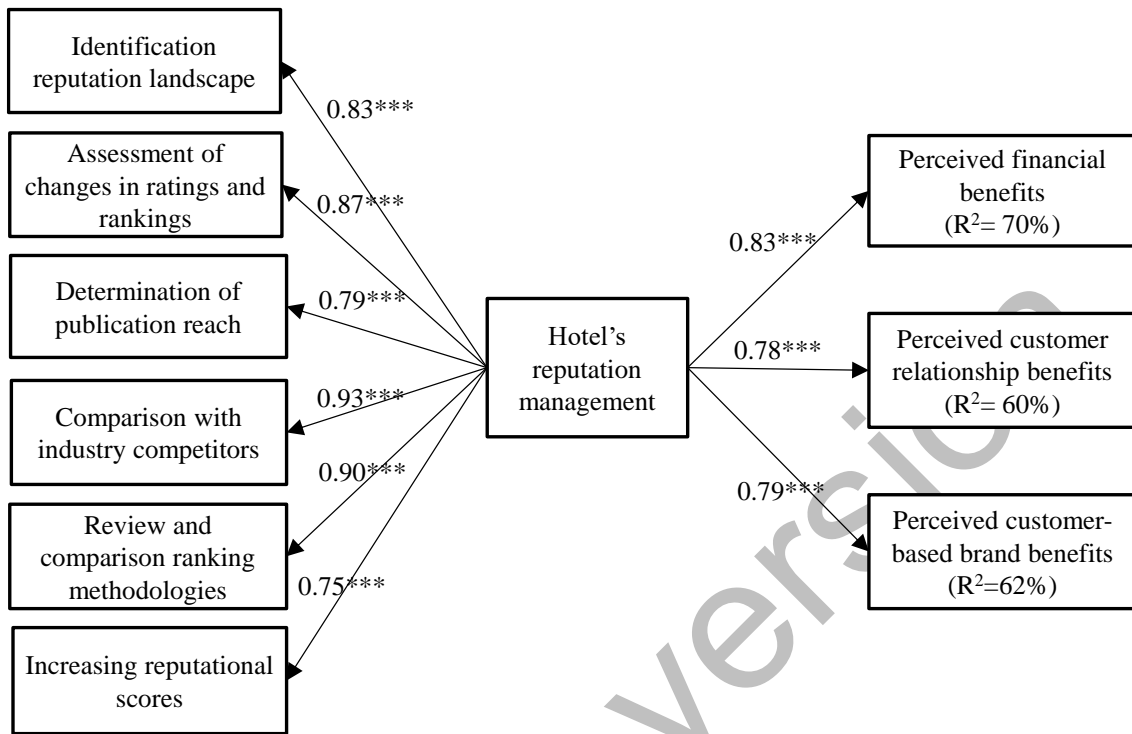 Identification
reputation landscape
0.83***
Assessment of
changes in ratings and
rankings
0.87***
Determination of
publication reach
0.79***
Comparison with
industry competitors
0.93***
Review and
comparison ranking
methodologies
0.90***
Increasing reputational
scores
0.75***
Hotel’s
reputation
management
0.83***
Perceived financial
benefits
(R²= 70%)
0.78***
Perceived customer
relationship benefits
(R²= 60%)
0.79***
Perceived customer-
based brand benefits
(R²=62%)
version